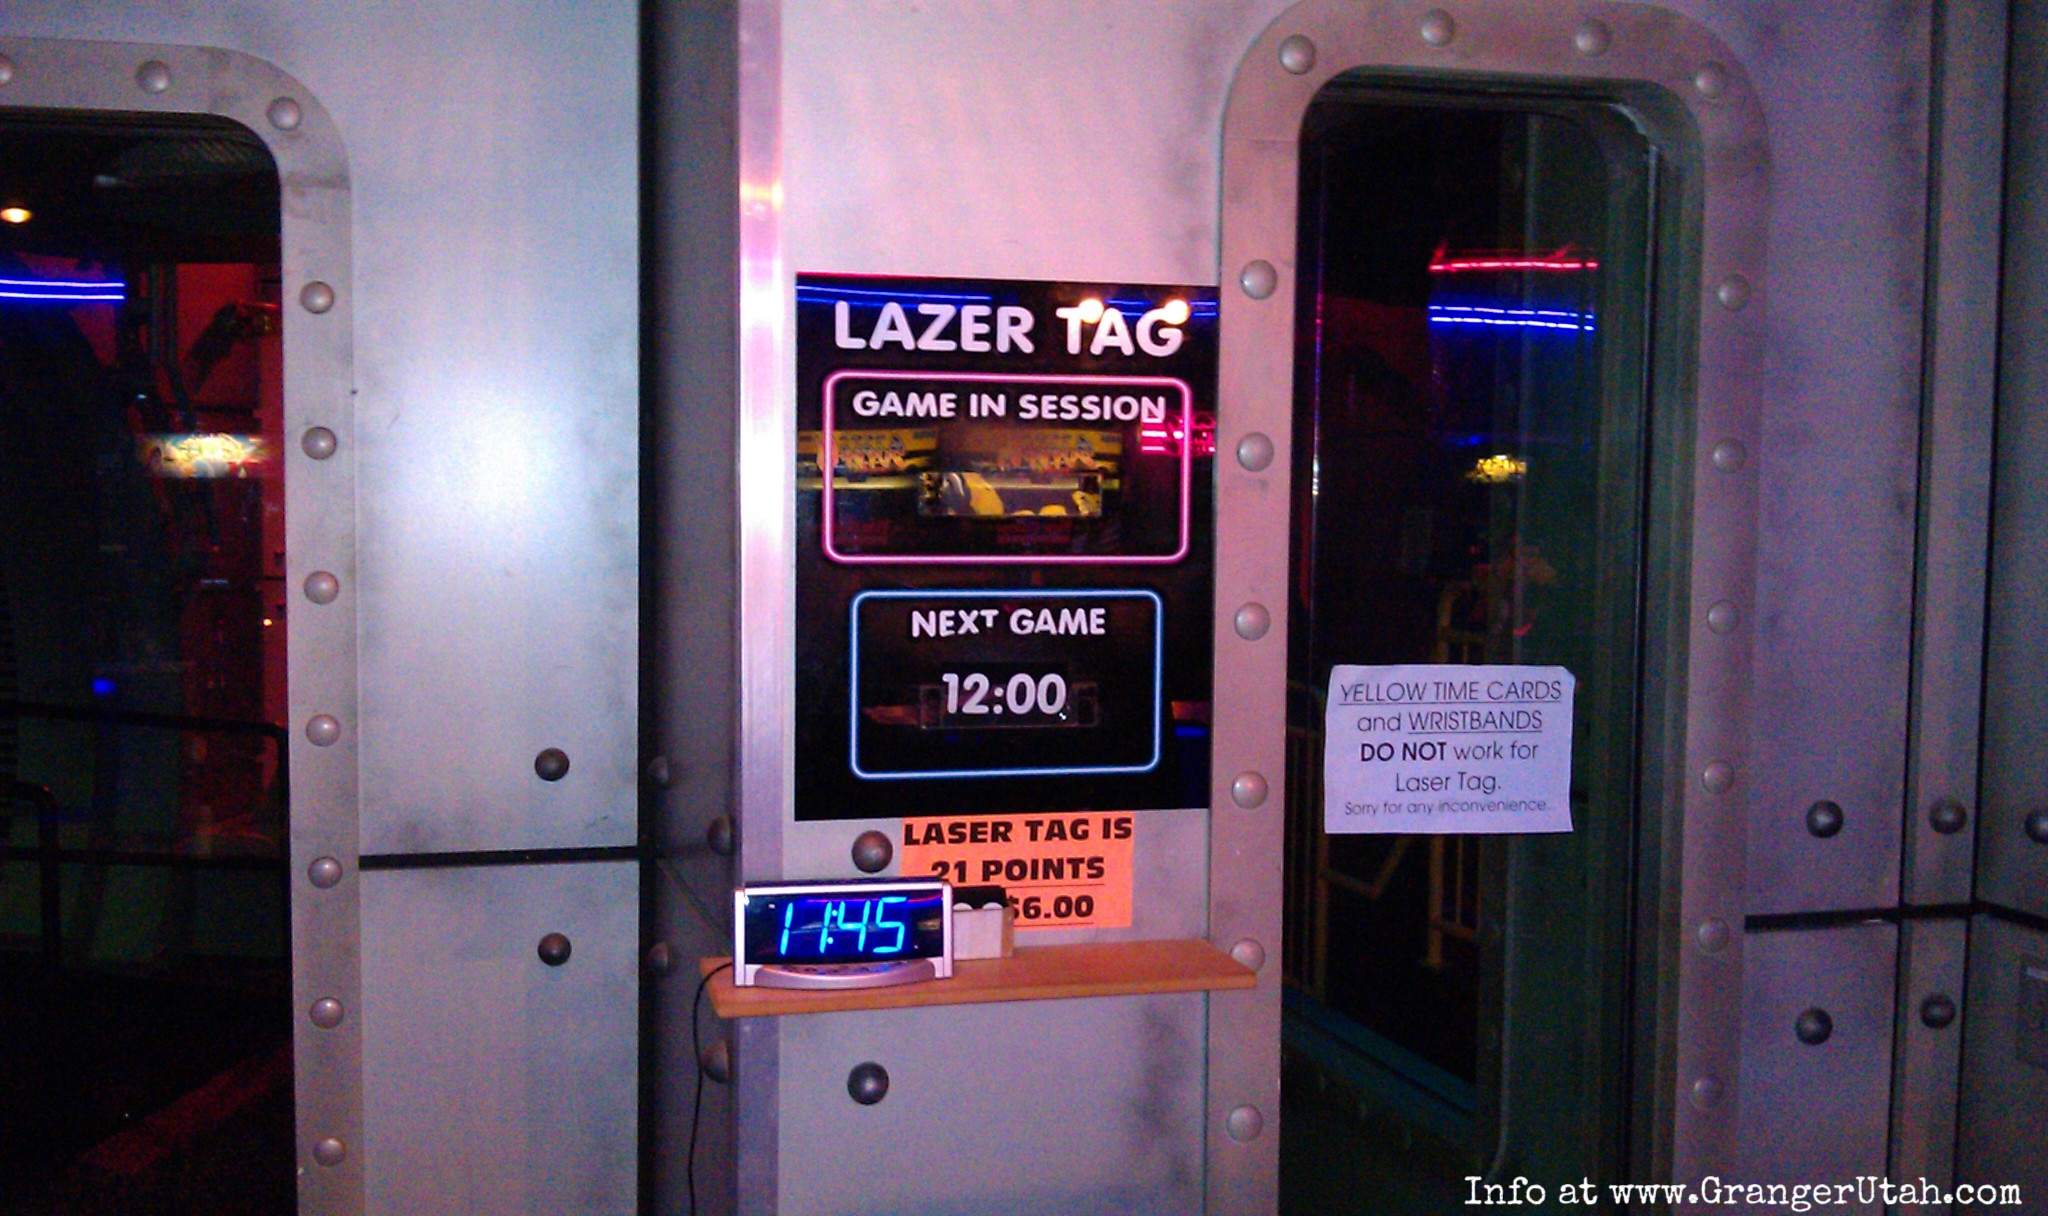 LAZER TAG
GAME IN SESSION
NEXT GAME
12:00
LASER TAG IS
21 POINTS
$6.00
11:45
YELLOW TIME CARDS
and WRISTBANDS
DO NOT work for
Laser Tag.
Sorry for any inconvenience...
Info at www.GrangerUtah.com